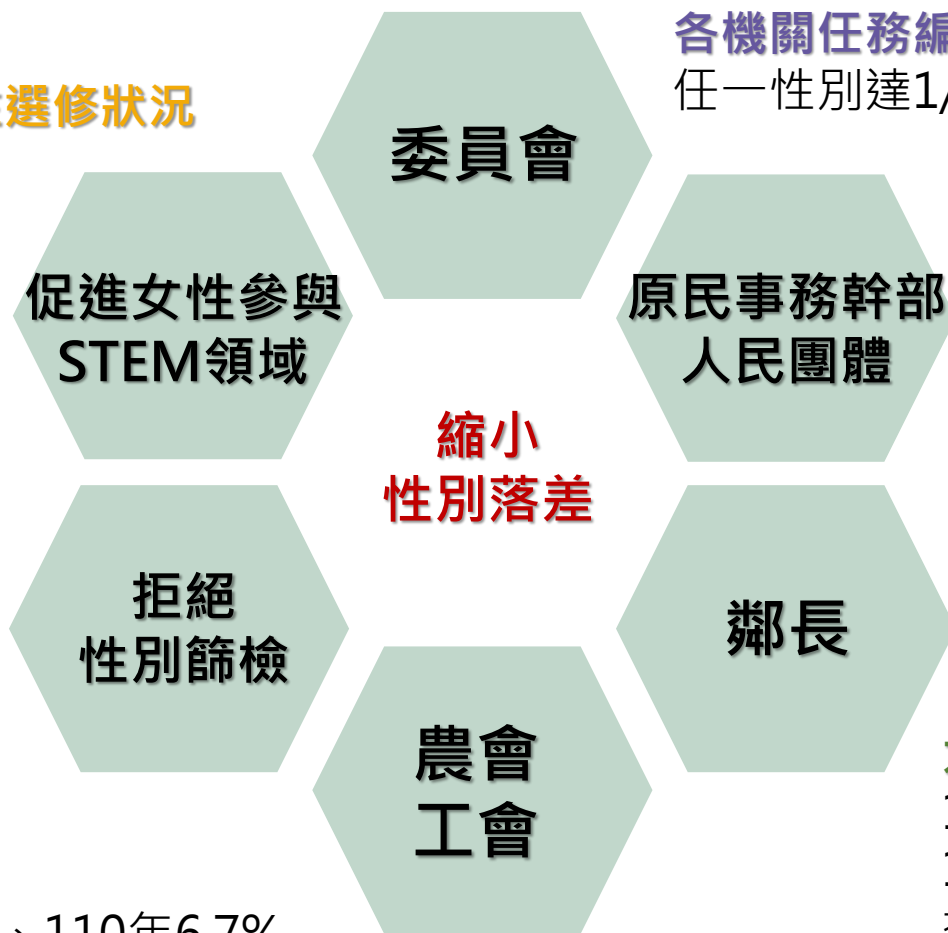 各機關任務編
任一性別達1/
選修狀況
委員會
促進女性參與
STEM領域
原民事務幹部
人民團體
縮小
性別落差
拒絕
性別篩檢
鄰長
農會
工會
、110年6.7%